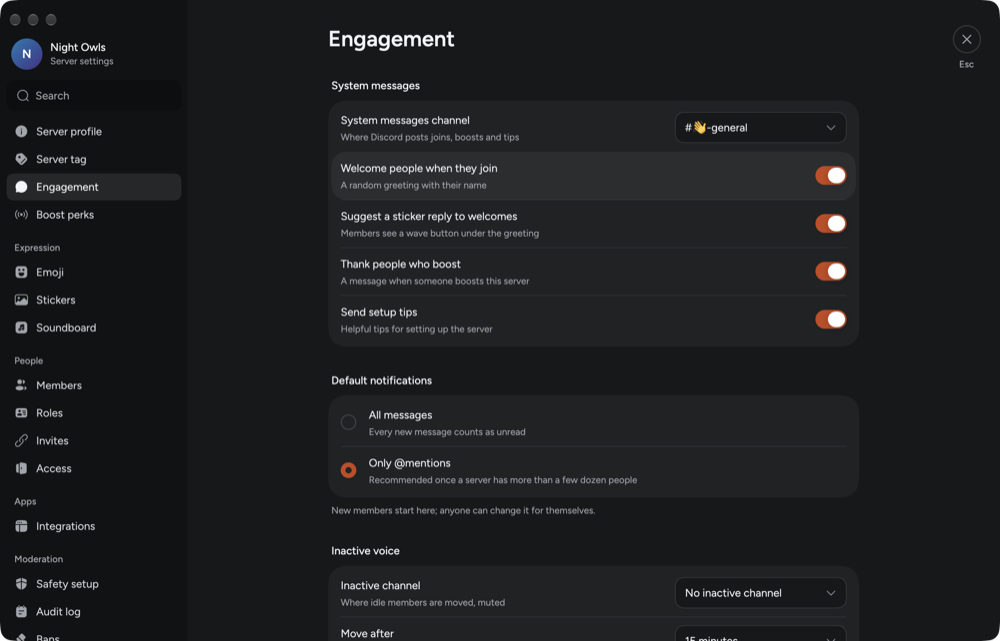 N
Night Owls
Server settings
Search
Server profile
Server tag
Engagement
Boost perks
Expression
Emoji
Stickers
Soundboard
People
Members
Roles
Invites
Access
Apps
Integrations
Moderation
Safety setup
Audit log
Bans
Engagement
Esc
System messages
System messages channel
Where Discord posts joins, boosts and tips
#👋-general
Welcome people when they join
A random greeting with their name
Suggest a sticker reply to welcomes
Members see a wave button under the greeting
Thank people who boost
A message when someone boosts this server
Send setup tips
Helpful tips for setting up the server
Default notifications
All messages
Every new message counts as unread
Only @mentions
Recommended once a server has more than a few dozen people
New members start here; anyone can change it for themselves.
Inactive voice
Inactive channel
Where idle members are moved, muted
No inactive channel
Move after
15 minutes